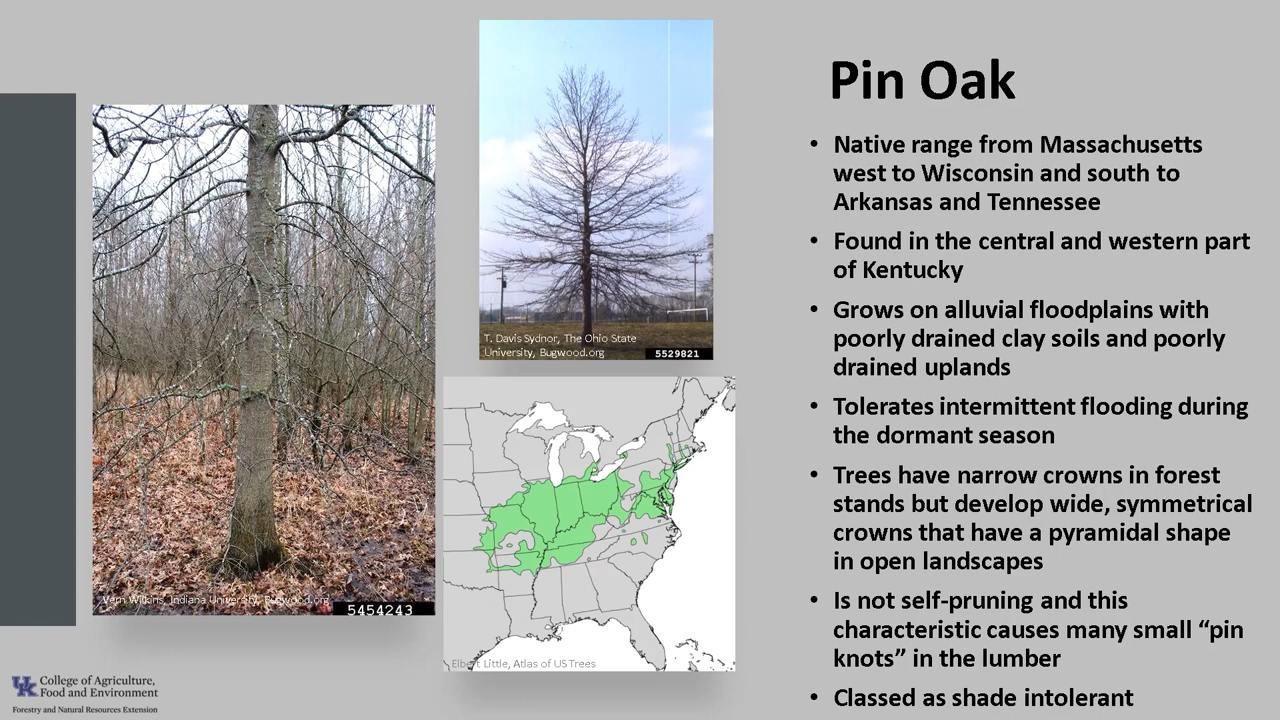 Pin Oak
• Native range from Massachusetts
west to Wisconsin and south to
Arkansas and Tennessee
• Found in the central and western part
of Kentucky
• Grows on alluvial floodplains with
poorly drained clay soils and poorly
drained uplands
• Tolerates intermittent flooding during
the dormant season
• Trees have narrow crowns in forest
stands but develop wide, symmetrical
crowns that have a pyramidal shape
in open landscapes
• Is not self-pruning and this
characteristic causes many small “pin
knots” in the lumber
• Classed as shade intolerant
T. Davis Sydnor, The Ohio State
University, Bugwood.org
5529821
Vern Wilkins, Indiana University, Bugwood.org
5454243
Elbert Little, Atlas of US Trees
UK College of Agriculture,
Food and Environment
Forestry and Natural Resources Extension